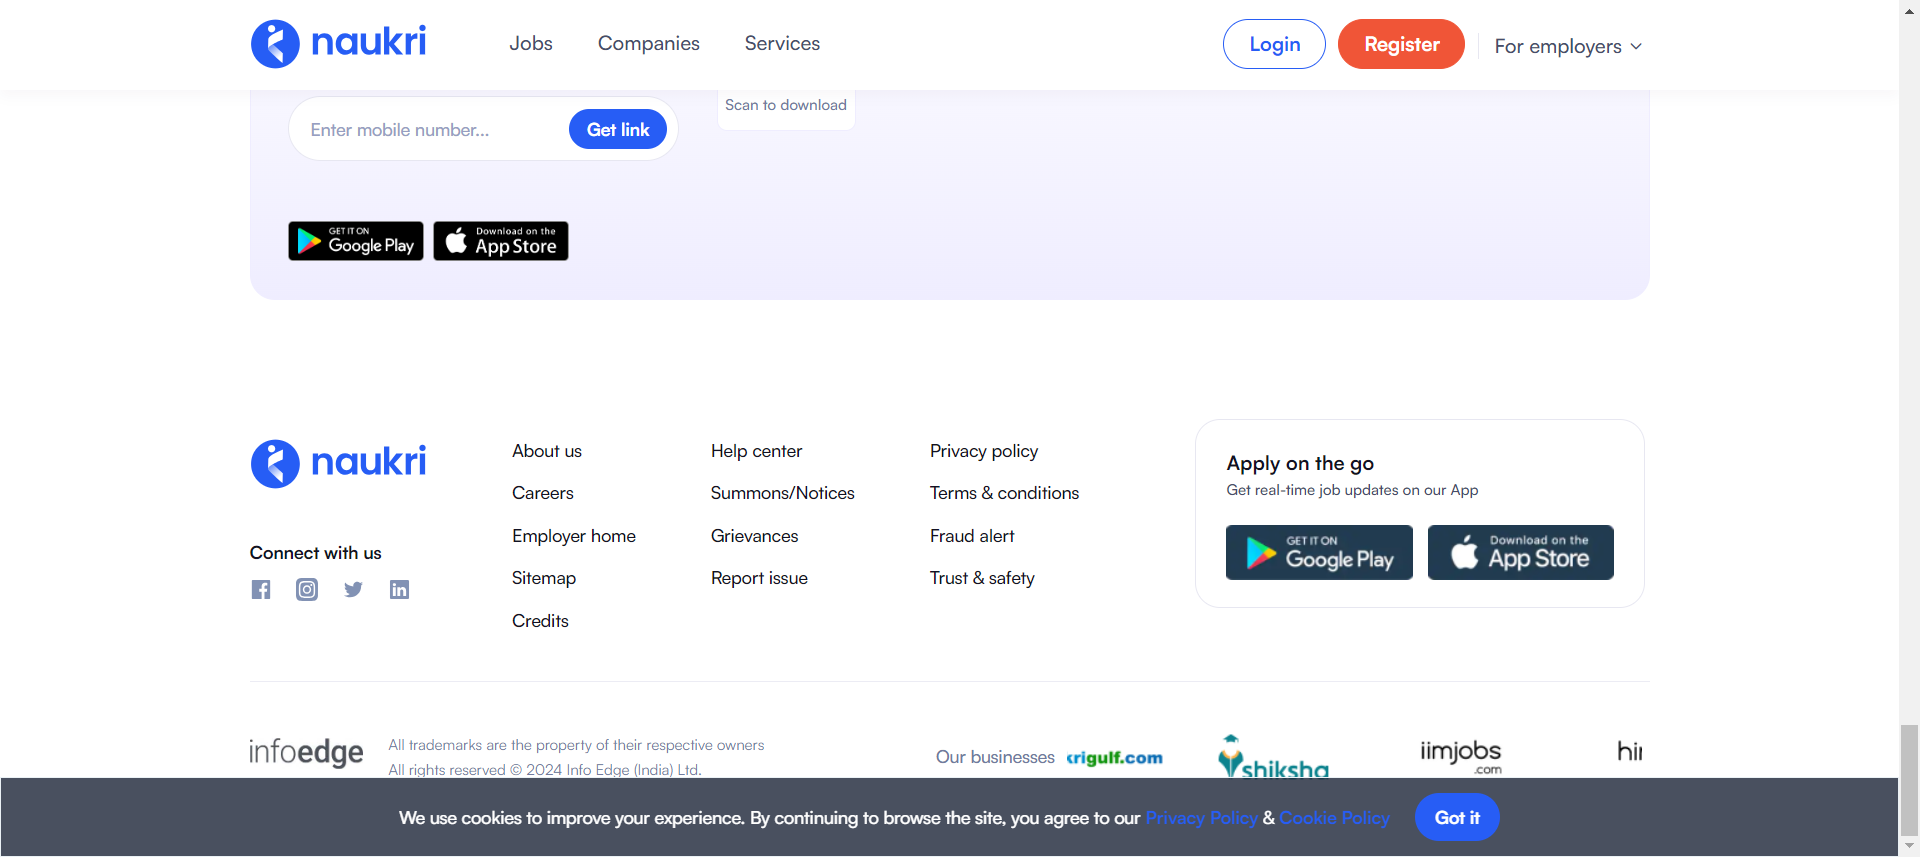 naukri
Jobs
Companies
Services
Login
Register
For employers
Scan to download
Enter mobile number...
Get link
GET IT ON
Google Play
Download on the
App Store
naukri
Connect with us
About us
Careers
Employer home
Sitemap
Credits
Help center
Summons/Notices
Grievances
Report issue
Privacy policy
Terms & conditions
Fraud alert
Trust & safety
Apply on the go
Get real-time job updates on our App
GET IT ON
Google Play
Download on the
App Store
infoedge
All trademarks are the property of their respective owners
All rights reserved © 2024 Info Edge (India) Ltd.
Our businesses
krigulf.com
shiksha
iimjobs
.com
hir
We use cookies to improve your experience. By continuing to browse the site, you agree to our Privacy Policy & Cookie Policy
Got it